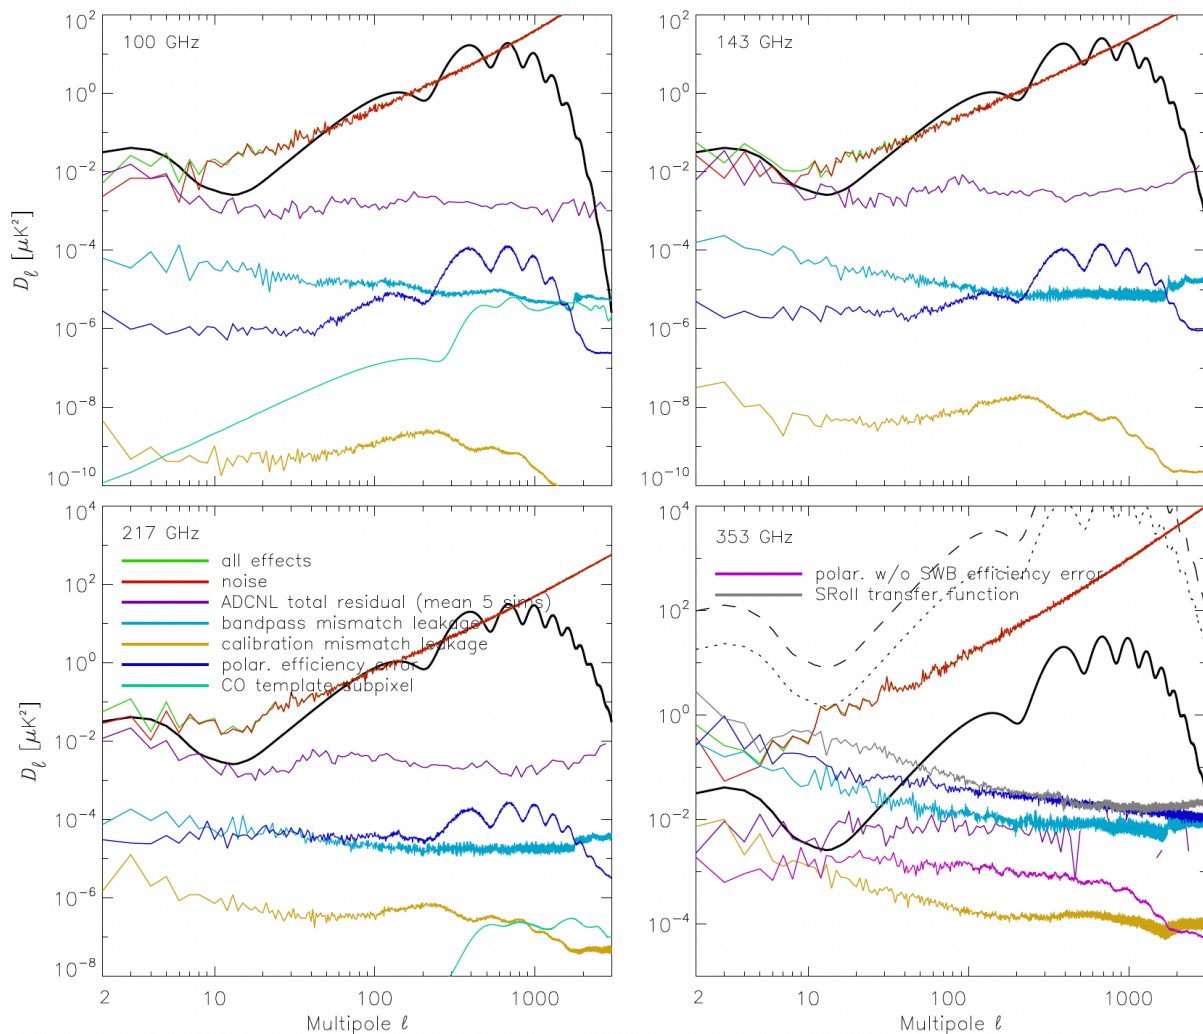 100 GHz
143 GHz
10²
10⁰
10⁻²
10⁻⁴
10⁻⁶
10⁻⁸
10⁻¹⁰
Dℓ [μK²]
217 GHz
all effects
noise
ADCNL total residual (mean 5 sims)
bandpass mismatch leakage
calibration mismatch leakage
polar. efficiency error
CO template subpixel
10⁴
10²
10⁰
10⁻²
10⁻⁴
10⁻⁶
10⁻⁸
Dℓ [μK²]
2 10 100 1000
Multipole ℓ
353 GHz
polar. w/o SWB efficiency error
SRoll transfer function
10⁴
10²
10⁰
10⁻²
10⁻⁴
2 10 100 1000
Multipole ℓ
10²
10⁰
10⁻²
10⁻⁴
10⁻⁶
10⁻⁸
10⁻¹⁰